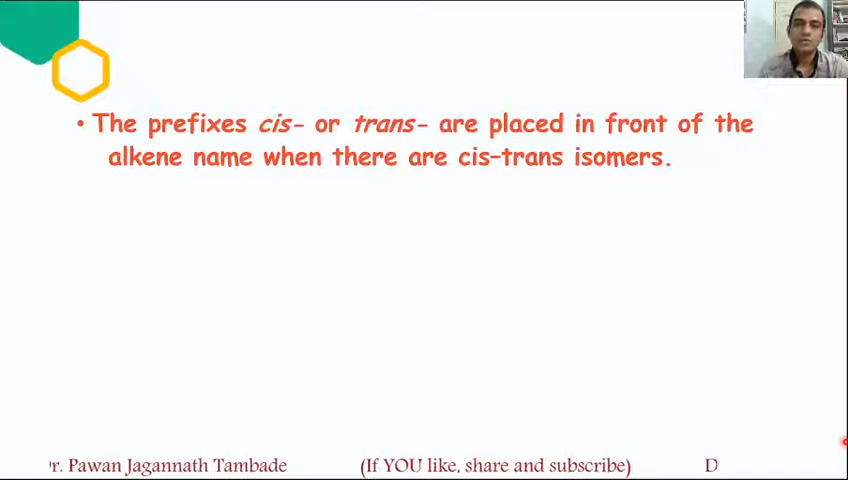 • The prefixes cis- or trans- are placed in front of the
alkene name when there are cis-trans isomers.
r. Pawan Jagannath Tambade (If YOU like, share and subscribe) D